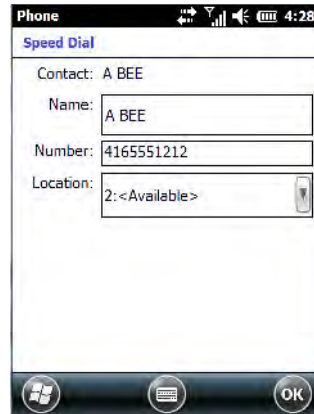 Phone 4:28
Speed Dial
Contact: A BEE
Name: A BEE
Number: 4165551212
Location: 2:<Available>
OK